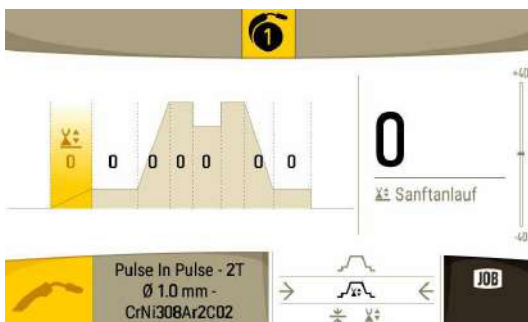 1
+40
0 0 0 0 0 0 0
0
Sanftanlauf
-40
Pulse In Pulse - 2T
Ø 1.0 mm -
CrNi308Ar2CO2
JOB